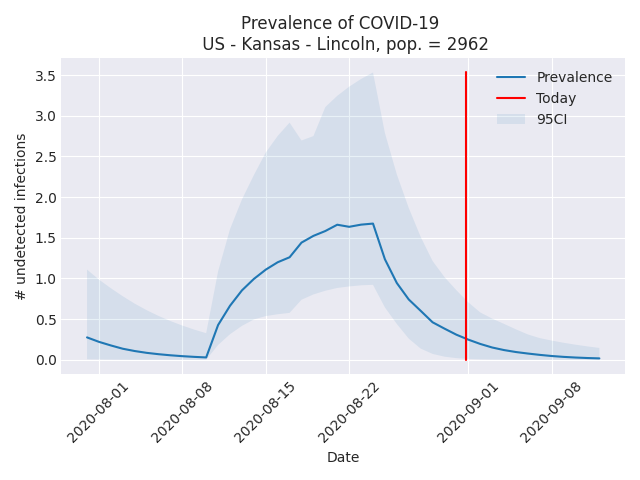 Prevalence of COVID-19
US - Kansas - Lincoln, pop. = 2962
# undetected infections
3.5
3.0
2.5
2.0
1.5
1.0
0.5
0.0
Prevalence
Today
95CI
2020-08-01
2020-08-08
2020-08-15
2020-08-22
2020-09-01
2020-09-08
Date